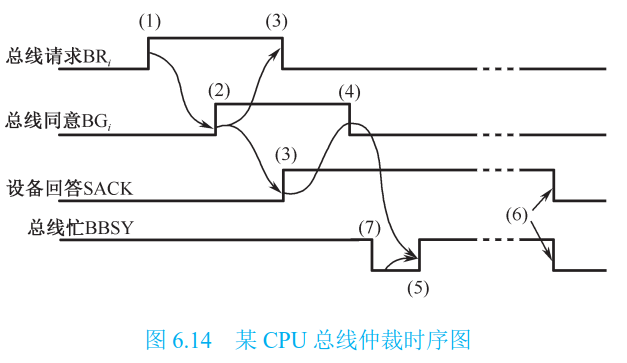 (1) (3)
总线请求BRi
(2) (4)
总线同意BGi
(3)
设备回答SACK
(6)
总线忙BBSY (7)
(5)
图 6.14 某 CPU 总线仲裁时序图